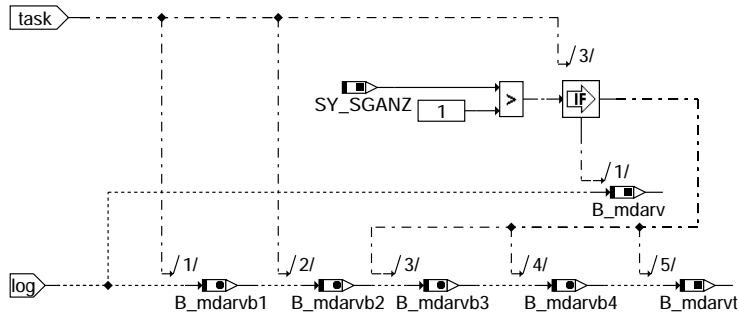 task
3/
SY_SGANZ
1
>
IF
1/
B_mdarv
1/
2/
3/
4/
5/
log
B_mdarvb1
B_mdarvb2
B_mdarvb3
B_mdarvb4
B_mdarvt